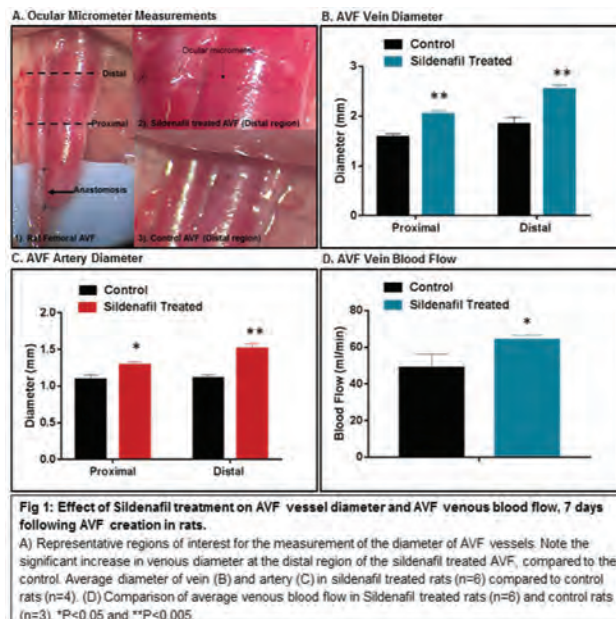 A. Ocular Micrometer Measurements
Distal
Proximal
Anastomosis
1). Rat Femoral AVF
Ocular micrometer
2). Sildenafil treated AVF (Distal region)
3). Control AVF (Distal region)
B. AVF Vein Diameter
Control
Sildenafil Treated
Diameter (mm)
3
2
1
0
**
**
Proximal
Distal
C. AVF Artery Diameter
Control
Sildenafil Treated
Diameter (mm)
2.0
1.5
1.0
0.5
0.0
*
**
Proximal
Distal
D. AVF Vein Blood Flow
Control
Sildenafil Treated
Blood Flow (ml/min)
80
60
40
20
0
*
Fig 1: Effect of Sildenafil treatment on AVF vessel diameter and AVF venous blood flow, 7 days
following AVF creation in rats.
A) Representative regions of interest for the measurement of the diameter of AVF vessels. Note the
significant increase in venous diameter at the distal region of the sildenafil treated AVF, compared to the
control. Average diameter of vein (B) and artery (C) in sildenafil treated rats (n=6) compared to control
rats (n=4). (D) Comparison of average venous blood flow in Sildenafil treated rats (n=6) and control rats
(n=3). *P<0.05 and **P<0.005